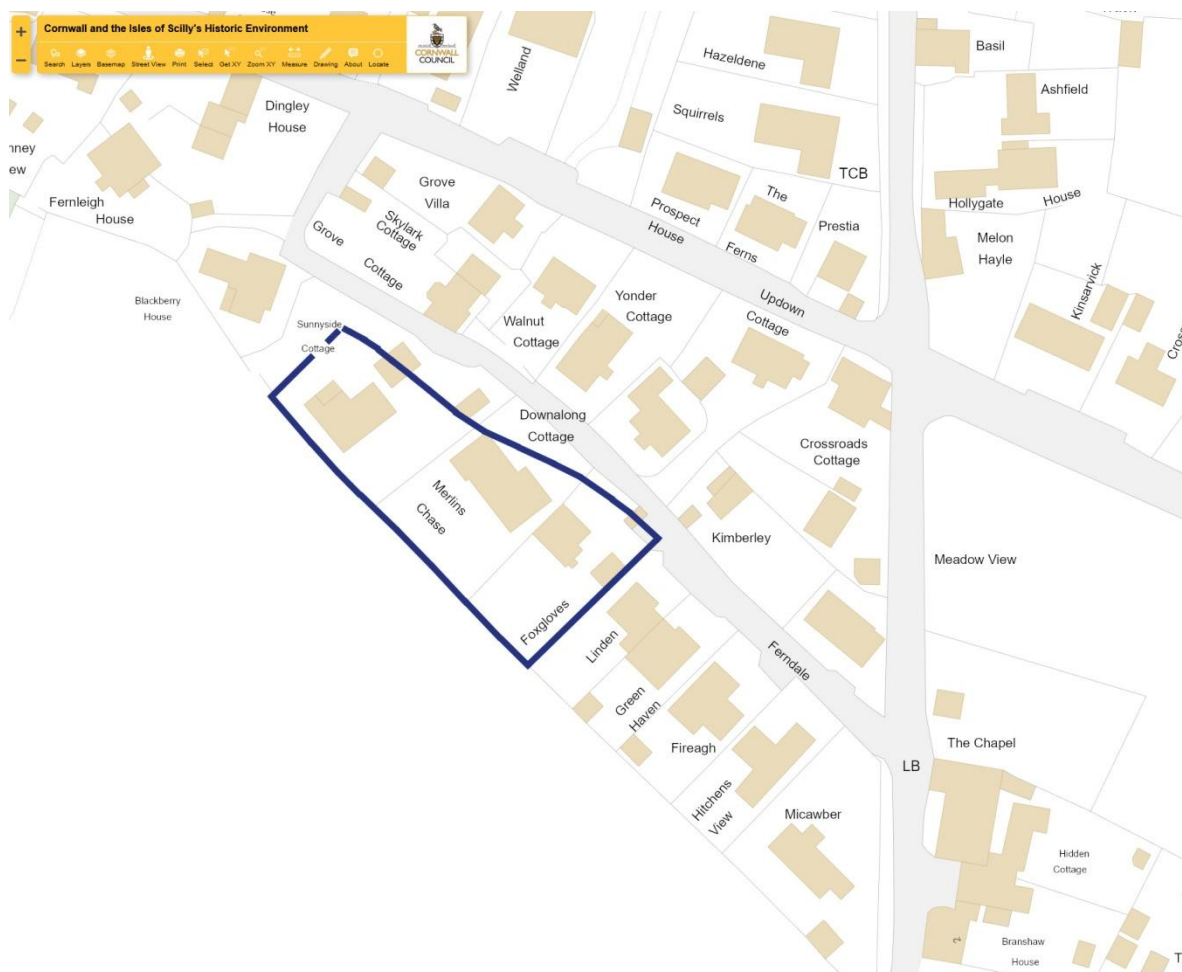 Cornwall and the Isles of Scilly's Historic Environment
+
−
Search Layers Basemap Street View Print Select Get XY Zoom XY Measure Drawing About Locate
CORNWALL
COUNCIL
Welland
Hazeldene
Basil
Ashfield
Dingley
House
Squirrels
TCB
Fernleigh
House
Grove
Villa
Skylark
Cottage
Grove
Cottage
Prospect
House
The
Ferns
Prestia
Hollygate
House
Melon
Hayle
Kinsarvick
Blackberry
House
Sunnyside
Cottage
Walnut
Cottage
Yonder
Cottage
Updown
Cottage
Downalong
Cottage
Crossroads
Cottage
Merlins
Chase
Kimberley
Meadow View
Foxgloves
Linden
Green
Haven
Ferndale
Fireagh
Hitchens
View
Micawber
LB
The Chapel
Hidden
Cottage
2
Branshaw
House